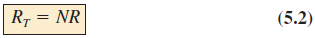 R_T = NR (5.2)